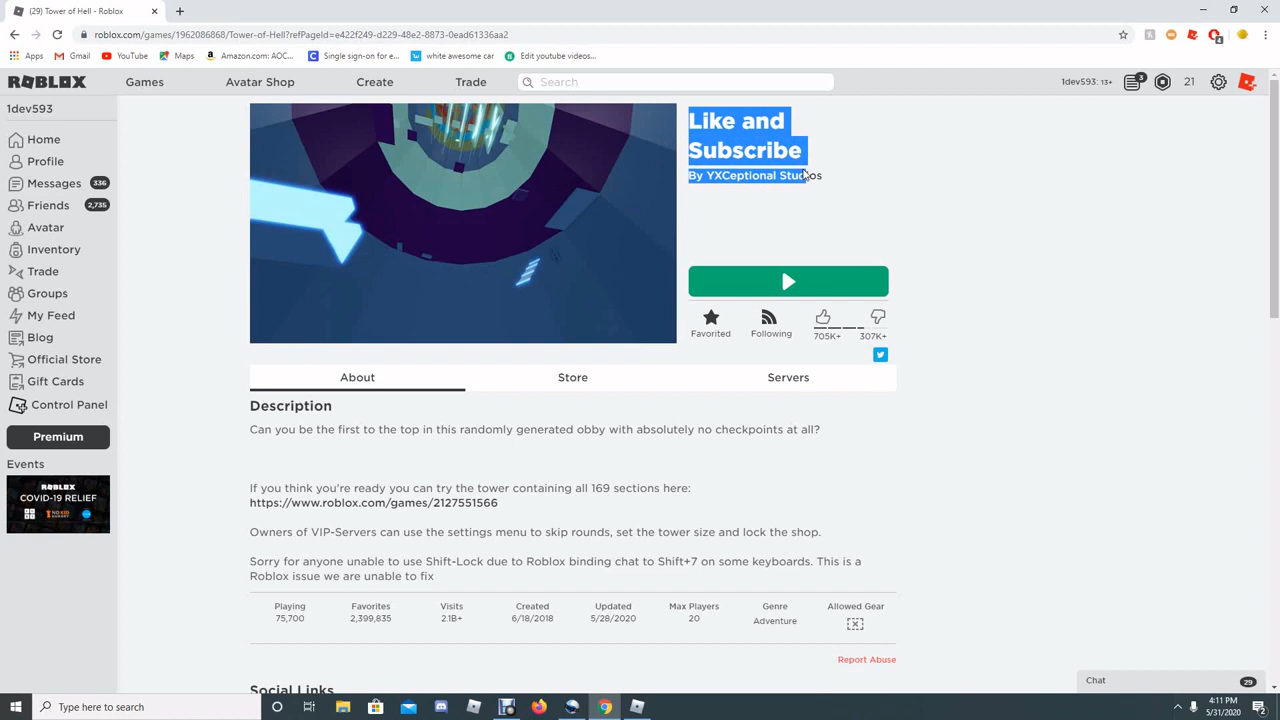 (29) Tower of Hell - Roblox
roblox.com/games/1962086868/Tower-of-Hell?refPageId=e422f249-d229-48e2-8873-0ead61336aa2
Apps Gmail YouTube Maps Amazon.com: AOC... Single sign-on for e... white awesome car Edit youtube videos...
ROBLOX Games Avatar Shop Create Trade Search 1dev593: 13+ 3 21
1dev593
Home
Profile
Messages 336
Friends 2,735
Avatar
Inventory
Trade
Groups
My Feed
Blog
Official Store
Gift Cards
Control Panel
Premium
Events
ROBLOX
COVID-19 RELIEF
NO KID HUNGRY
Like and
Subscribe
By YXCeptional Studios
Favorited Following 705K+ 307K+
About Store Servers
Description
Can you be the first to the top in this randomly generated obby with absolutely no checkpoints at all?
If you think you're ready you can try the tower containing all 169 sections here:
https://www.roblox.com/games/2127551566
Owners of VIP-Servers can use the settings menu to skip rounds, set the tower size and lock the shop.
Sorry for anyone unable to use Shift-Lock due to Roblox binding chat to Shift+7 on some keyboards. This is a
Roblox issue we are unable to fix
Playing Favorites Visits Created Updated Max Players Genre Allowed Gear
75,700 2,399,835 2.1B+ 6/18/2018 5/28/2020 20 Adventure
Report Abuse
Social Links
Chat 29
Type here to search
4:11 PM
5/31/2020
2